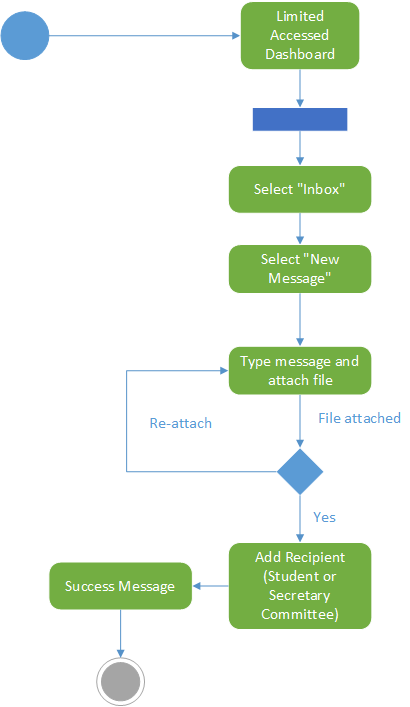 Limited
Accessed
Dashboard
Select "Inbox"
Select "New
Message"
Type message and
attach file
Re-attach
File attached
Yes
Add Recipient
(Student or
Secretary
Committee)
Success Message